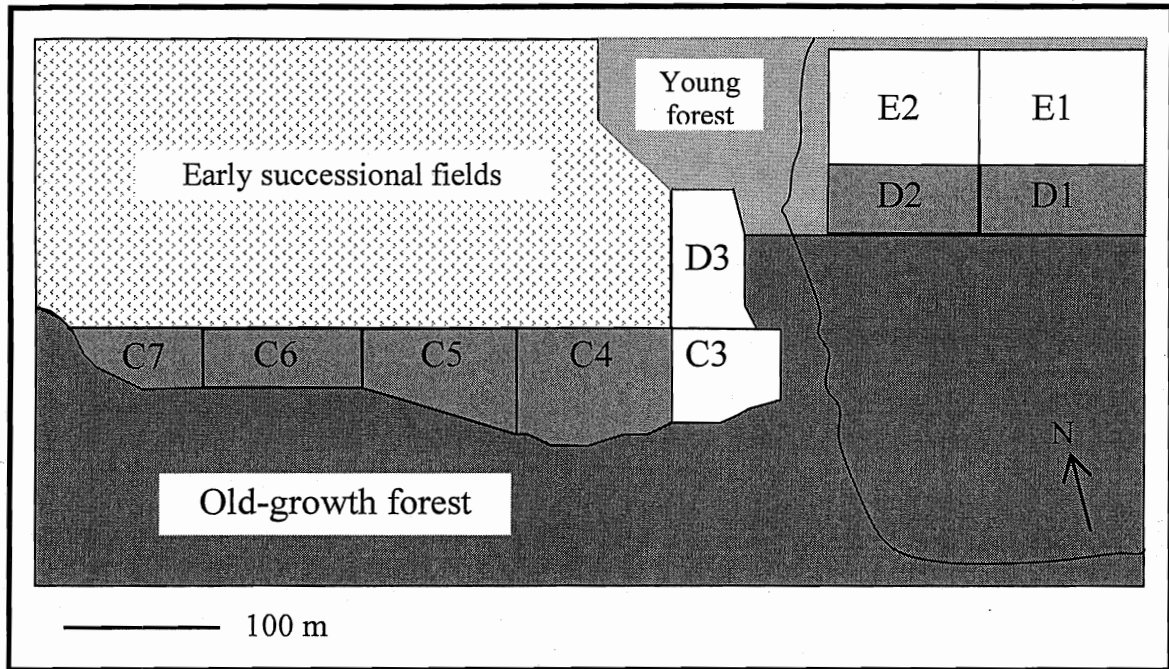 Young
forest
E2 E1
Early successional fields
D2 D1
D3
C7 C6 C5 C4 C3
N
Old-growth forest
100 m